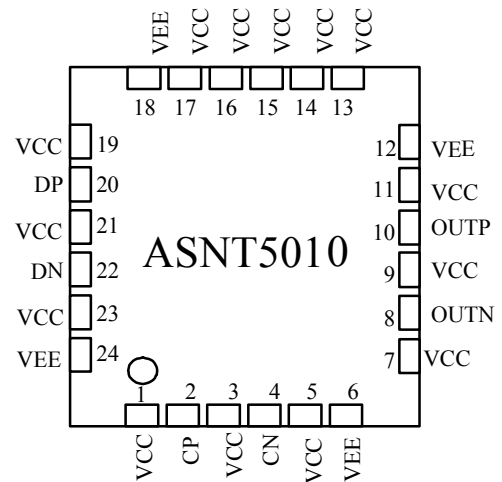 VEE VCC VCC VCC VCC VCC
18 17 16 15 14 13
VCC 19
DP 20
VCC 21
DN 22
VCC 23
VEE 24
ASNT5010
12 VEE
11 VCC
10 OUTP
9 VCC
8 OUTN
7 VCC
1 2 3 4 5 6
VCC CP VCC CN VCC VEE